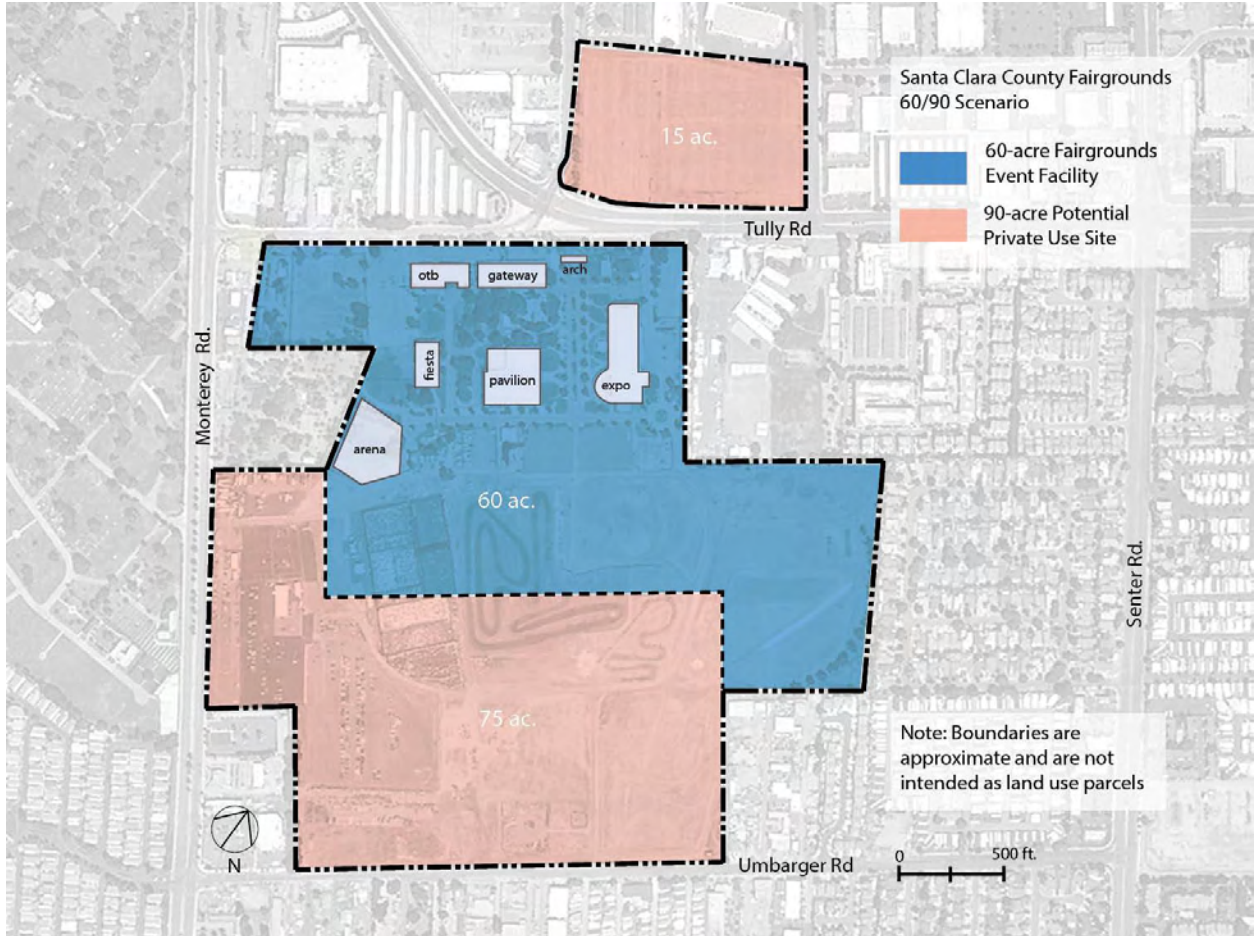 Santa Clara County Fairgrounds
60/90 Scenario
60-acre Fairgrounds
Event Facility
90-acre Potential
Private Use Site
15 ac.
Tully Rd
otb
gateway
arch
fiesta
pavilion
expo
arena
Monterey Rd.
60 ac.
75 ac.
Senter Rd.
Note: Boundaries are
approximate and are not
intended as land use parcels
N
Umbarger Rd
0
500 ft.